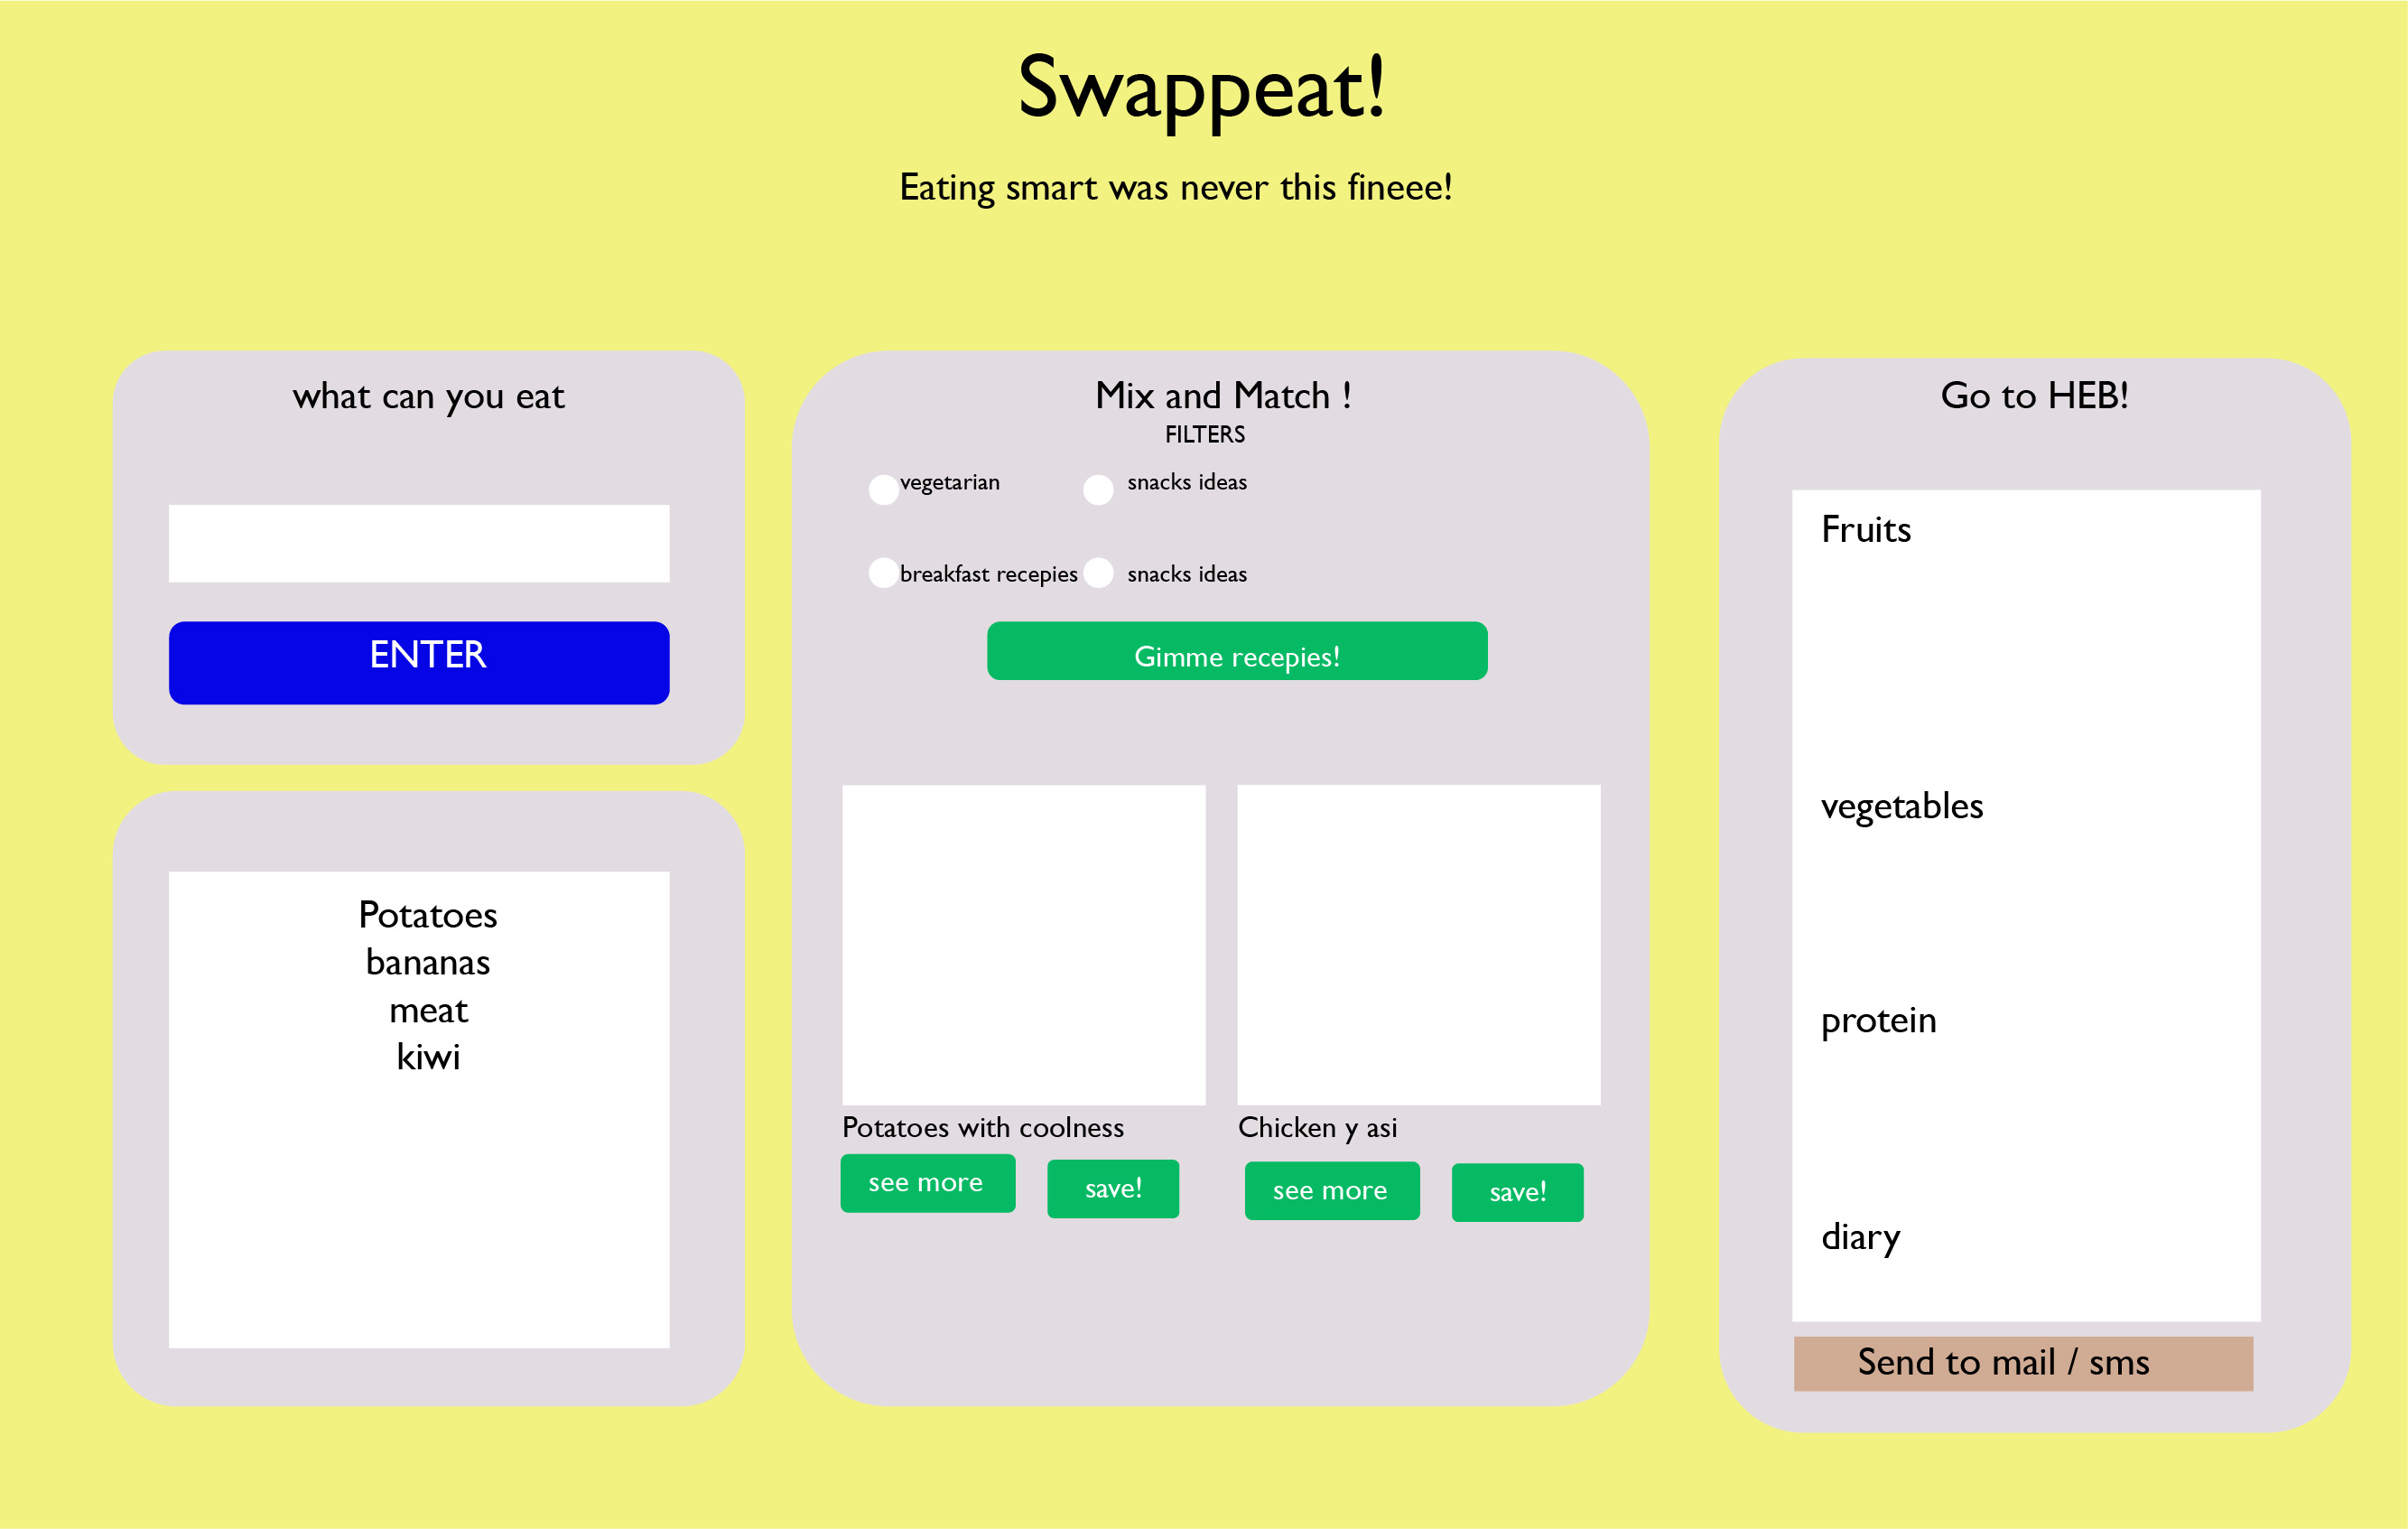 Swappeat!
Eating smart was never this fineee!
what can you eat
ENTER
Potatoes
bananas
meat
kiwi
Mix and Match !
FILTERS
vegetarian
snacks ideas
breakfast recepies
snacks ideas
Gimme recepies!
Potatoes with coolness
see more
save!
Chicken y asi
see more
save!
Go to HEB!
Fruits
vegetables
protein
diary
Send to mail / sms